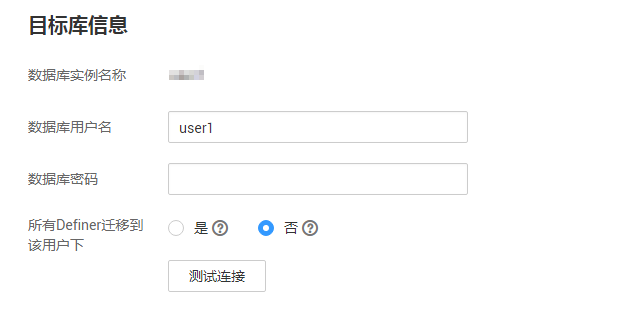 目标库信息
数据库实例名称
数据库用户名 user1
数据库密码
所有Definer迁移到
该用户下
是 ? 否 ?
测试连接